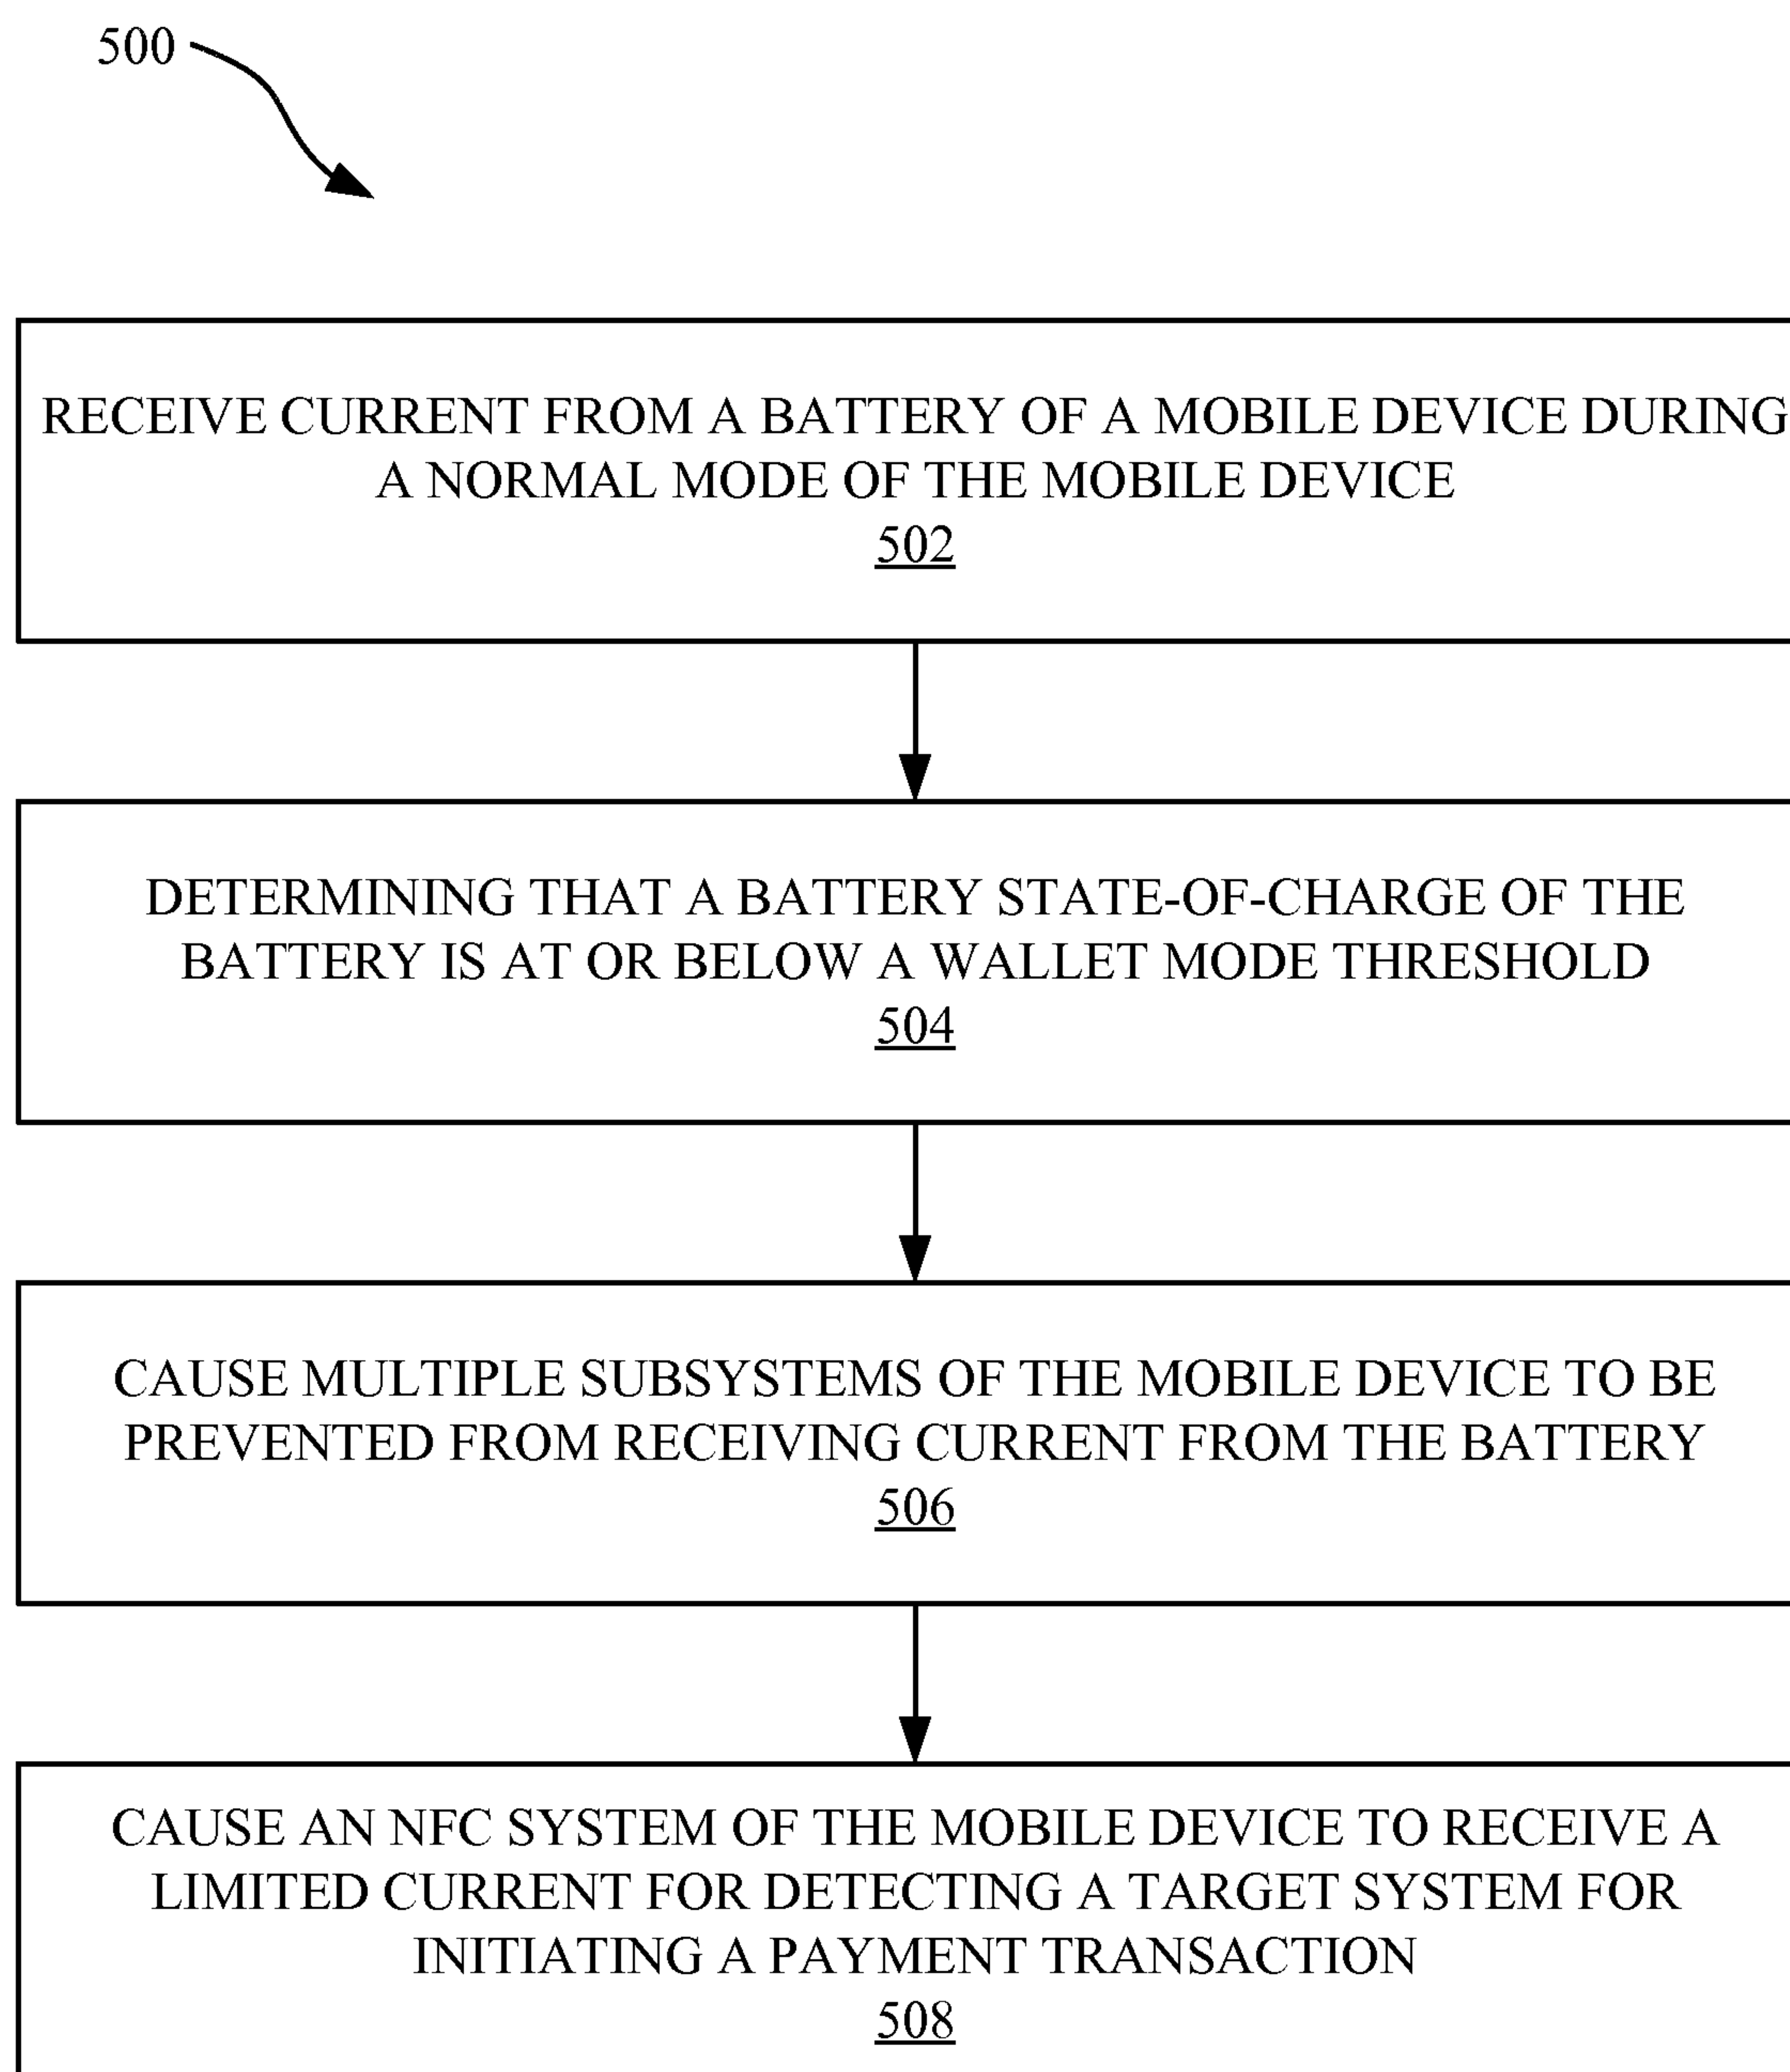 500
RECEIVE CURRENT FROM A BATTERY OF A MOBILE DEVICE DURING
A NORMAL MODE OF THE MOBILE DEVICE
502
DETERMINING THAT A BATTERY STATE-OF-CHARGE OF THE
BATTERY IS AT OR BELOW A WALLET MODE THRESHOLD
504
CAUSE MULTIPLE SUBSYSTEMS OF THE MOBILE DEVICE TO BE
PREVENTED FROM RECEIVING CURRENT FROM THE BATTERY
506
CAUSE AN NFC SYSTEM OF THE MOBILE DEVICE TO RECEIVE A
LIMITED CURRENT FOR DETECTING A TARGET SYSTEM FOR
INITIATING A PAYMENT TRANSACTION
508